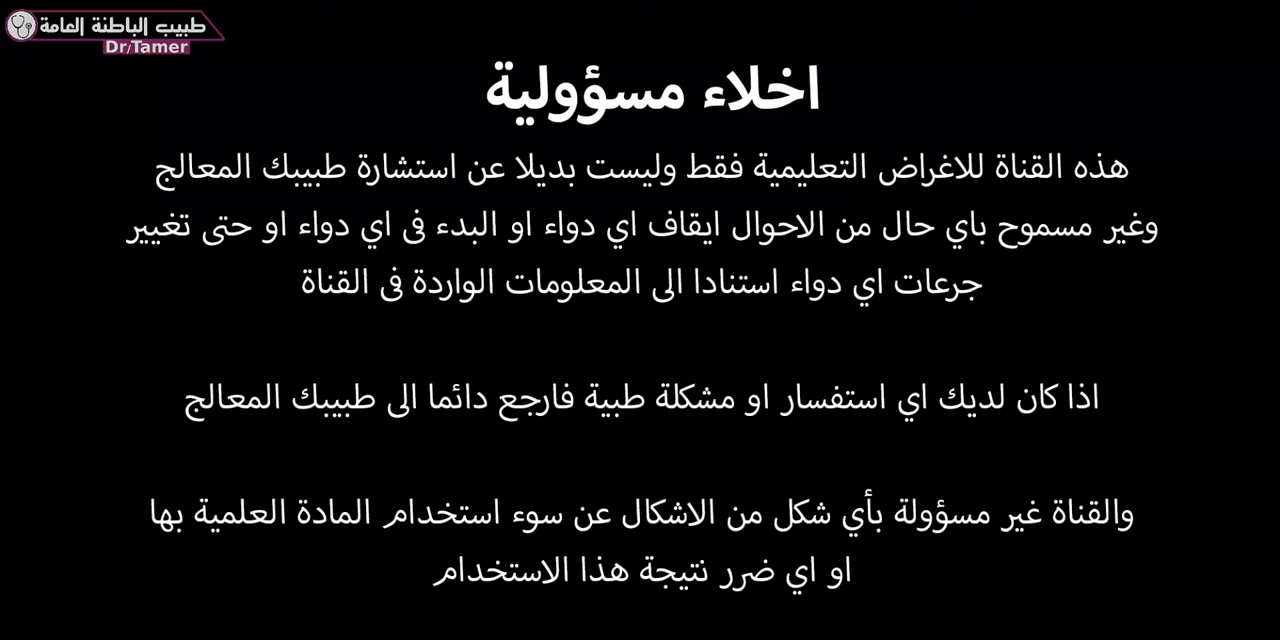 طبيب الباطنة العامة
Dr/Tamer
اخلاء مسؤولية
هذه القناة للاغراض التعليمية فقط وليست بديلا عن استشارة طبيبك المعالج
وغير مسموح باي حال من الاحوال ايقاف اي دواء او البدء فى اي دواء او حتى تغيير
جرعات اي دواء استنادا الى المعلومات الواردة فى القناة
اذا كان لديك اي استفسار او مشكلة طبية فارجع دائما الى طبيبك المعالج
والقناة غير مسؤولة بأي شكل من الاشكال عن سوء استخدام المادة العلمية بها
او اي ضرر نتيجة هذا الاستخدام